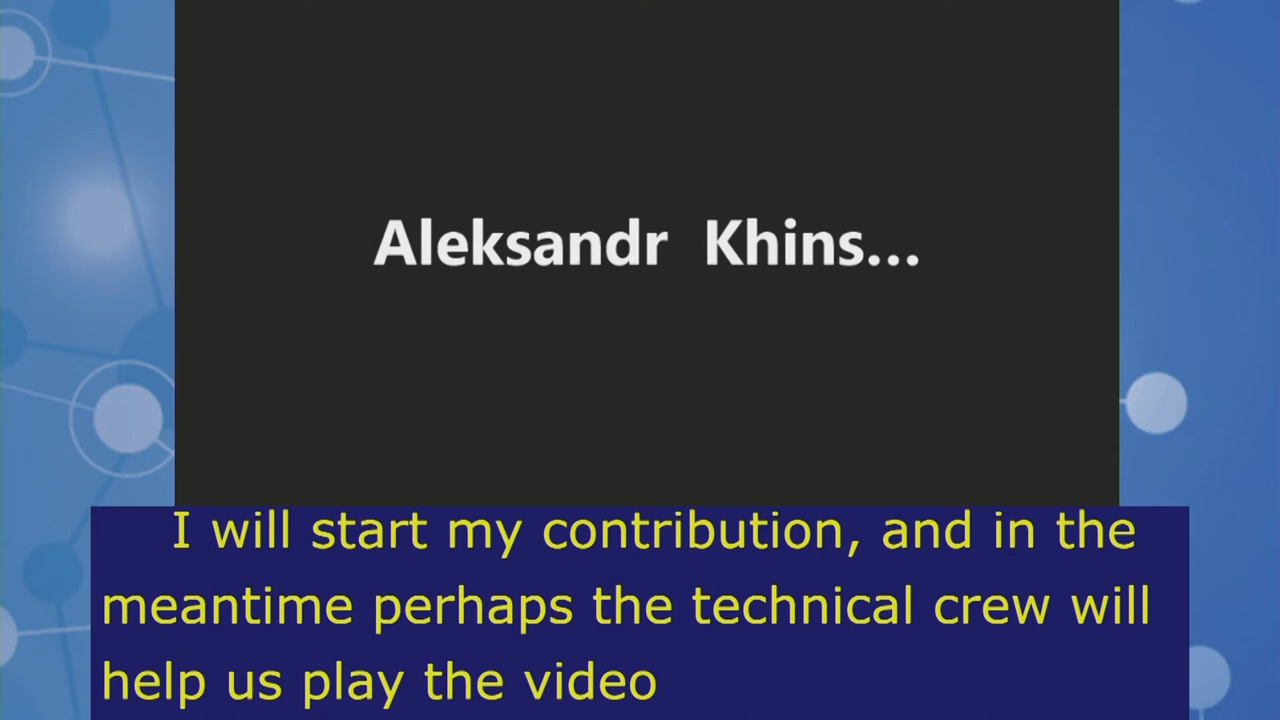 Aleksandr Khins...
I will start my contribution, and in the
meantime perhaps the technical crew will
help us play the video